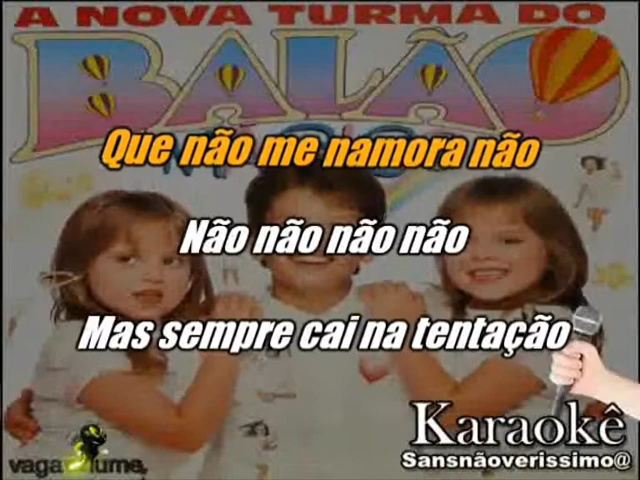 A NOVA TURMA DO
BALÃO
Que não me namora não
Não não não não
Mas sempre cai na tentação
Karaokê
Sansnãoverissimo@
vagalume